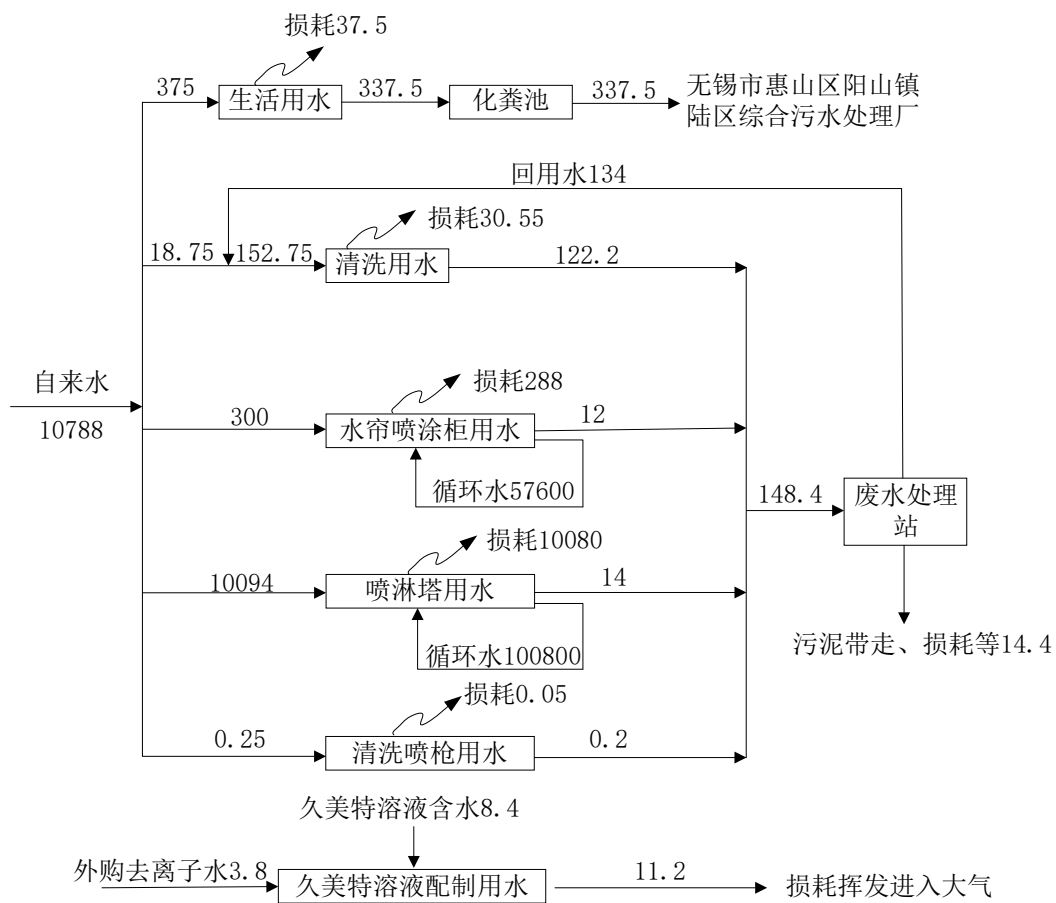 损耗37.5
375
生活用水
337.5
化粪池
337.5
无锡市惠山区阳山镇
陆区综合污水处理厂
回用水134
损耗30.55
18.75
152.75
清洗用水
122.2
自来水
10788
损耗288
300
水帘喷涂柜用水
12
循环水57600
148.4
废水处理
站
损耗10080
10094
喷淋塔用水
14
循环水100800
污泥带走、损耗等14.4
损耗0.05
0.25
清洗喷枪用水
0.2
久美特溶液含水8.4
外购去离子水3.8
久美特溶液配制用水
11.2
损耗挥发进入大气